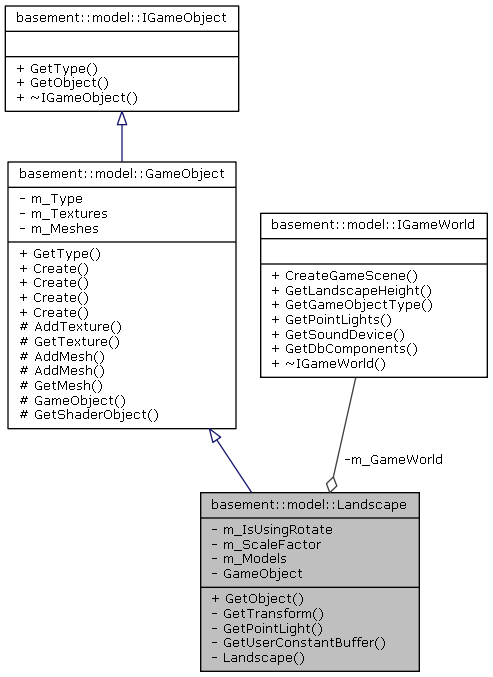 basement::model::IGameObject
+ GetType()
+ GetObject()
+ ~IGameObject()
basement::model::GameObject
- m_Type
- m_Textures
- m_Meshes
+ GetType()
+ Create()
+ Create()
+ Create()
+ Create()
# AddTexture()
# GetTexture()
# AddMesh()
# AddMesh()
# GetMesh()
# GameObject()
# GetShaderObject()
basement::model::IGameWorld
+ CreateGameScene()
+ GetLandscapeHeight()
+ GetGameObjectType()
+ GetPointLights()
+ GetSoundDevice()
+ GetDbComponents()
+ ~IGameWorld()
-m_GameWorld
basement::model::Landscape
- m_IsUsingRotate
- m_ScaleFactor
- m_Models
- GameObject
+ GetObject()
- GetTransform()
- GetPointLight()
- GetUserConstantBuffer()
- Landscape()